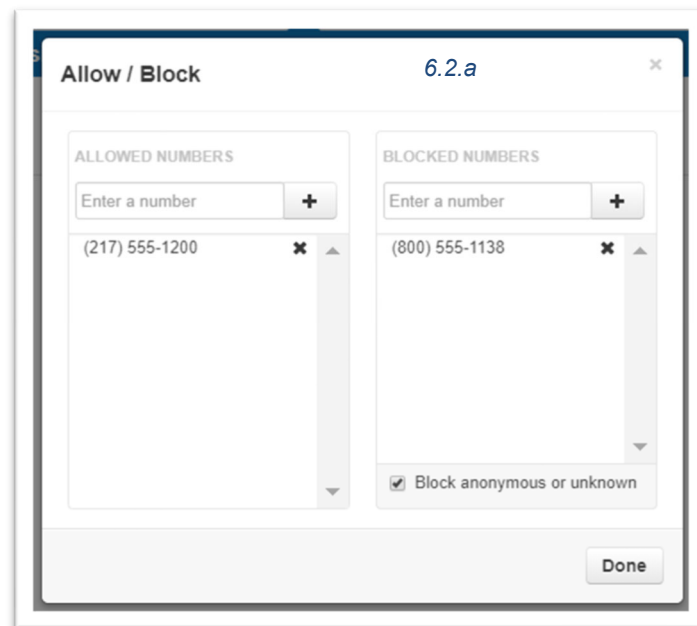 Allow / Block
6.2.a
×
ALLOWED NUMBERS
Enter a number
+
(217) 555-1200
BLOCKED NUMBERS
Enter a number
+
(800) 555-1138
Block anonymous or unknown
Done